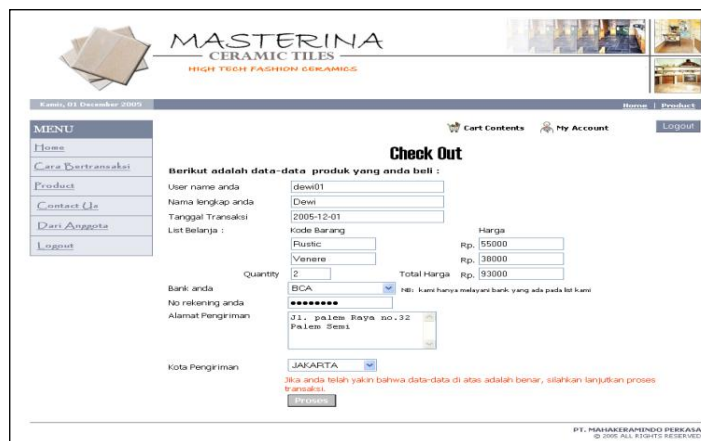 MASTERINA
CERAMIC TILES
HIGH TECH FASHION CERAMICS
Kamis, 01 Desember 2005
Home | Product
MENU
Cart Contents
My Account
Logout
Home
Cara Bertransaksi
Product
Contact Us
Dari Anggota
Logout
Check Out
Berikut adalah data-data produk yang anda beli :
User name anda dewi01
Nama lengkap anda Dewi
Tanggal Transaksi 2005-12-01
List Belanja : Kode Barang Harga
Rustic Rp. 55000
Venere Rp. 38000
Quantity 2 Total Harga Rp. 93000
Bank anda BCA NB: kami hanya melayani bank yang ada pada list kami
No rekening anda ●●●●●●●●
Alamat Pengiriman Jl. palem Raya no.32
Palem Semi
Kota Pengiriman JAKARTA
Jika anda telah yakin bahwa data-data di atas adalah benar, silahkan lanjutkan proses
transaksi.
Proses
PT. MAHAKERAMINDO PERKASA
© 2005 ALL RIGHTS RESERVED